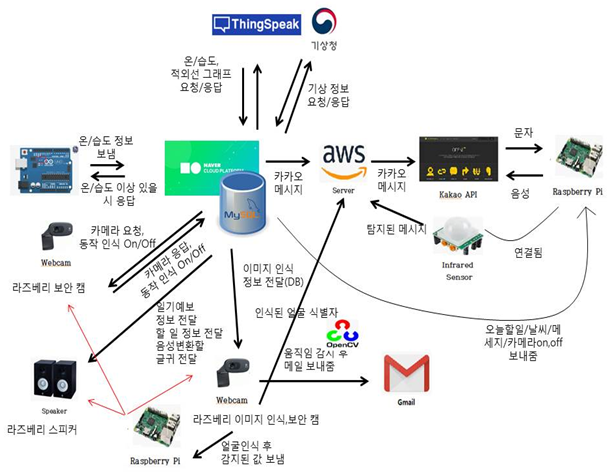 ThingSpeak
기상청
온/습도,
적외선 그래프
요청/응답
기상 정보
요청/응답
온/습도 정보
보냄
온/습도 이상 있을
시 응답
NAVER
CLOUD PLATFORM
MySQL
카카오
메시지
aws
Server
카카오
메시지
Kakao API
문자
음성
Raspberry Pi
탐지된 메시지
Infrared
Sensor
연결됨
카메라 요청,
동작 인식 On/Off
카메라 응답,
동작 인식 On/Off
Webcam
라즈베리 보안 캠
이미지 인식
정보 전달(DB)
일기예보
정보 전달
할 일 정보 전달
음성변환할
글귀 전달
인식된 얼굴 식별자
OpenCV
움직임 감지 후
메일 보내줌
오늘할일/날씨/메
세지/카메라on,off
보내줌
Gmail
Speaker
라즈베리 스피커
Webcam
라즈베리 이미지 인식,보안 캠
Raspberry Pi
얼굴인식 후
감지된 값 보냄